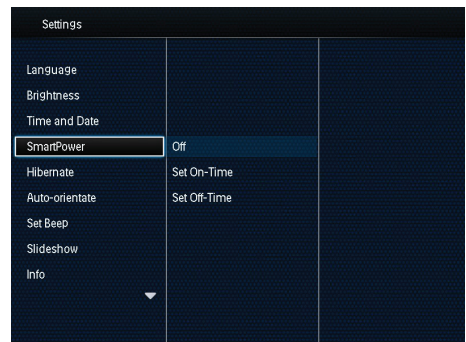 Settings
Language
Brightness
Time and Date
SmartPower
Off
Hibernate
Set On-Time
Auto-orientate
Set Off-Time
Set Beep
Slideshow
Info